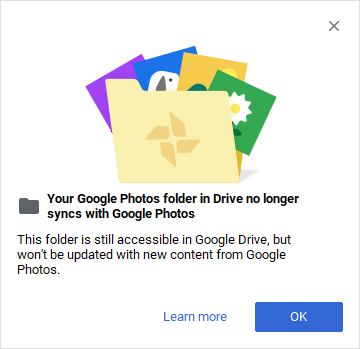 Your Google Photos folder in Drive no longer
syncs with Google Photos
This folder is still accessible in Google Drive, but
won't be updated with new content from Google
Photos.
Learn more
OK